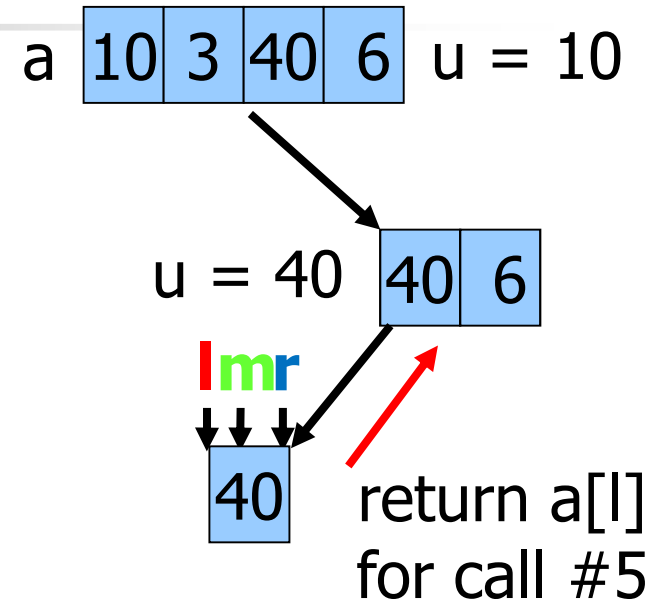 a 10 3 40 6 u = 10
u = 40 40 6
lmr
40
return a[l]
for call #5